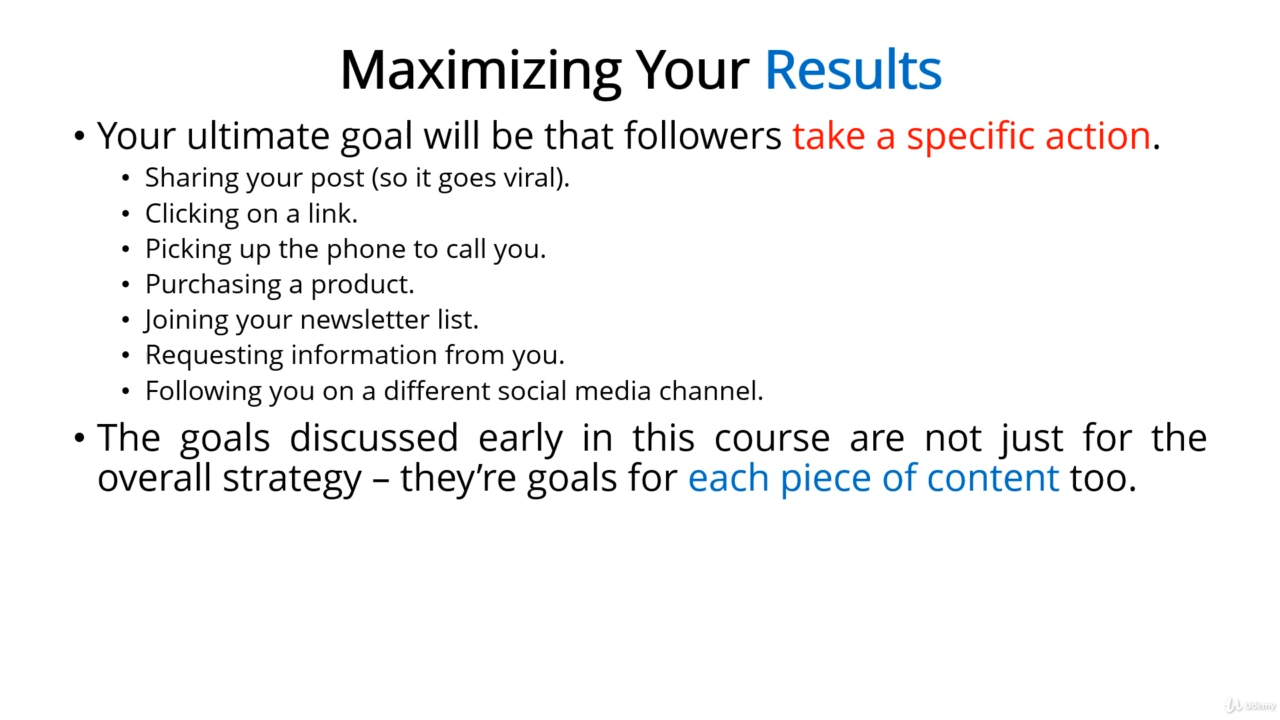 Maximizing Your Results
• Your ultimate goal will be that followers take a specific action.
• Sharing your post (so it goes viral).
• Clicking on a link.
• Picking up the phone to call you.
• Purchasing a product.
• Joining your newsletter list.
• Requesting information from you.
• Following you on a different social media channel.
• The goals discussed early in this course are not just for the
overall strategy – they’re goals for each piece of content too.
Udemy